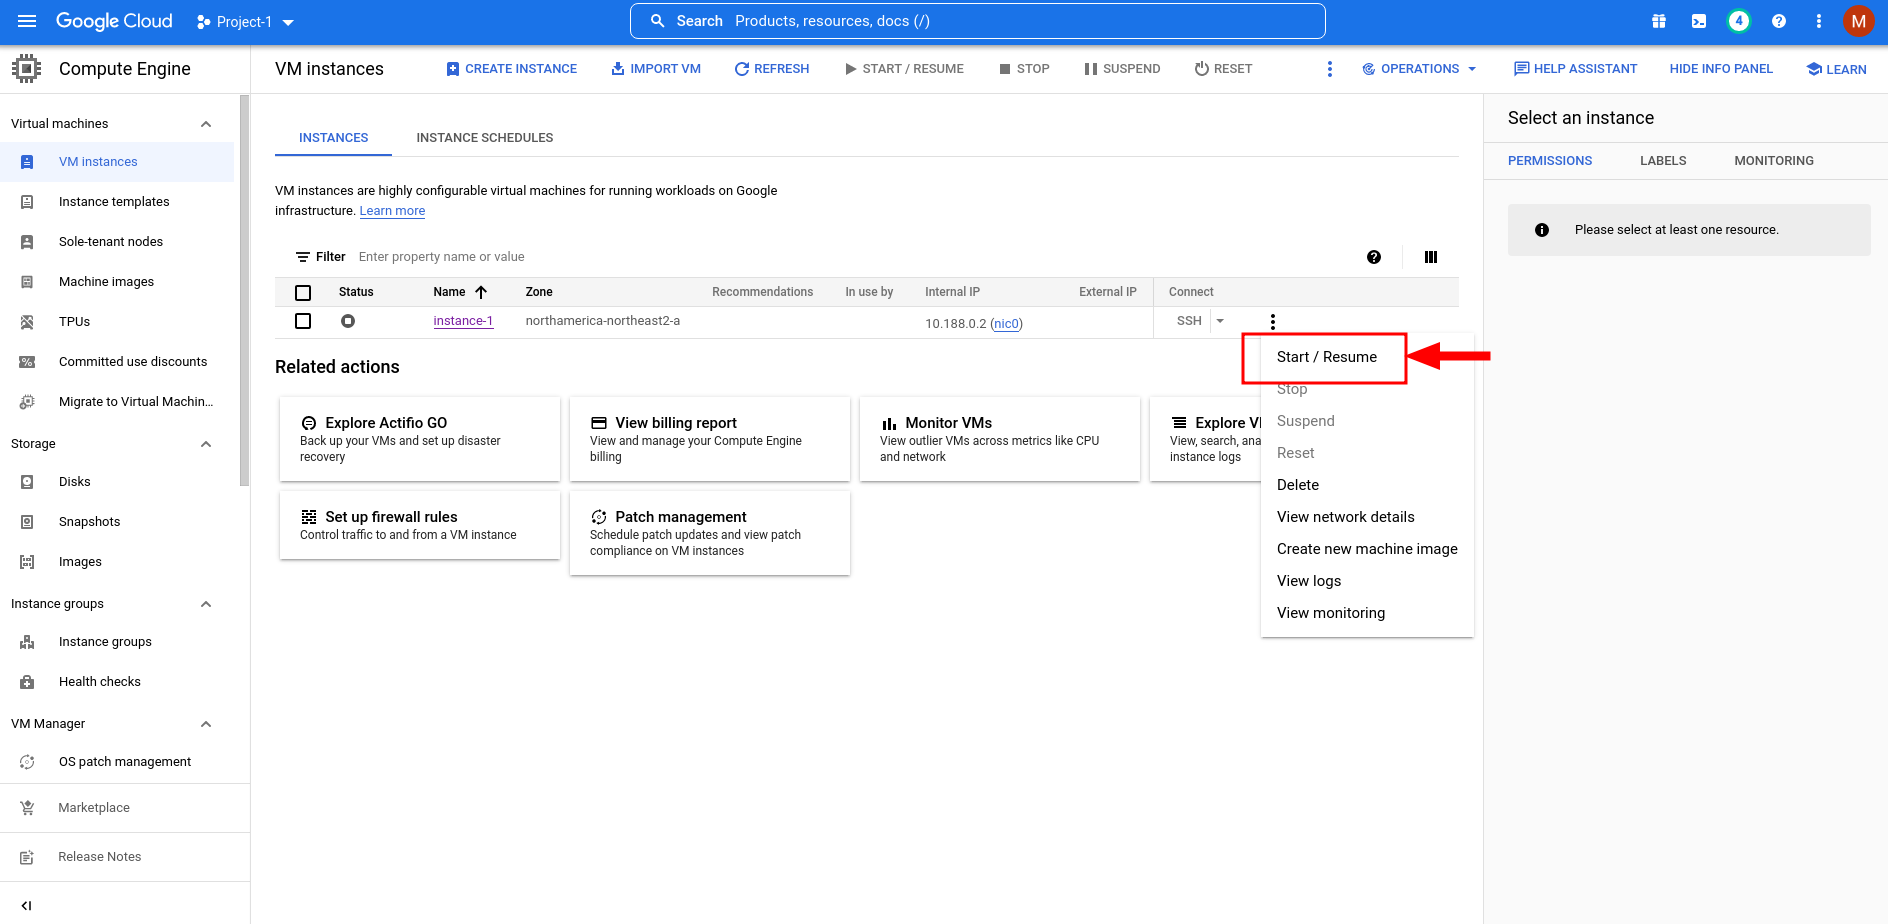 Google Cloud Project-1 Search Products, resources, docs (/) 4 M
Compute Engine
VM instances CREATE INSTANCE IMPORT VM REFRESH START / RESUME STOP SUSPEND RESET OPERATIONS HELP ASSISTANT HIDE INFO PANEL LEARN
Virtual machines
VM instances
Instance templates
Sole-tenant nodes
Machine images
TPUs
Committed use discounts
Migrate to Virtual Machin...
Storage
Disks
Snapshots
Images
Instance groups
Instance groups
Health checks
VM Manager
OS patch management
Marketplace
Release Notes
INSTANCES INSTANCE SCHEDULES
VM instances are highly configurable virtual machines for running workloads on Google
infrastructure. Learn more
Filter Enter property name or value
Status Name Zone Recommendations In use by Internal IP External IP Connect
instance-1 northamerica-northeast2-a 10.188.0.2 (nic0) SSH
Related actions
Explore Actifio GO
Back up your VMs and set up disaster
recovery
View billing report
View and manage your Compute Engine
billing
Monitor VMs
View outlier VMs across metrics like CPU
and network
Explore
View, search, ana
instance logs
Set up firewall rules
Control traffic to and from a VM instance
Patch management
Schedule patch updates and view patch
compliance on VM instances
Start / Resume
Stop
Suspend
Reset
Delete
View network details
Create new machine image
View logs
View monitoring
Select an instance
PERMISSIONS LABELS MONITORING
Please select at least one resource.